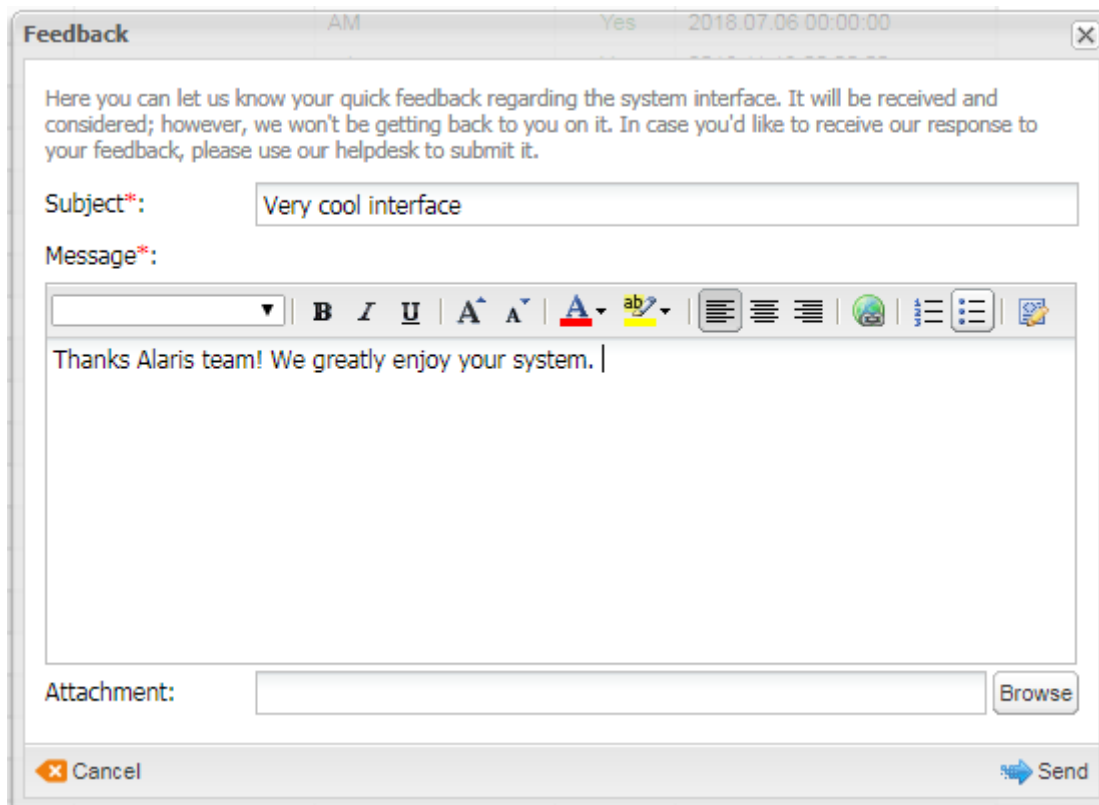 AM Yes 2018.07.06 00:00:00
Feedback
Here you can let us know your quick feedback regarding the system interface. It will be received and
considered; however, we won't be getting back to you on it. In case you'd like to receive our response to
your feedback, please use our helpdesk to submit it.
Subject*: Very cool interface
Message*:
B I U A A A ab
Thanks Alaris team! We greatly enjoy your system.
Attachment: Browse
Cancel Send